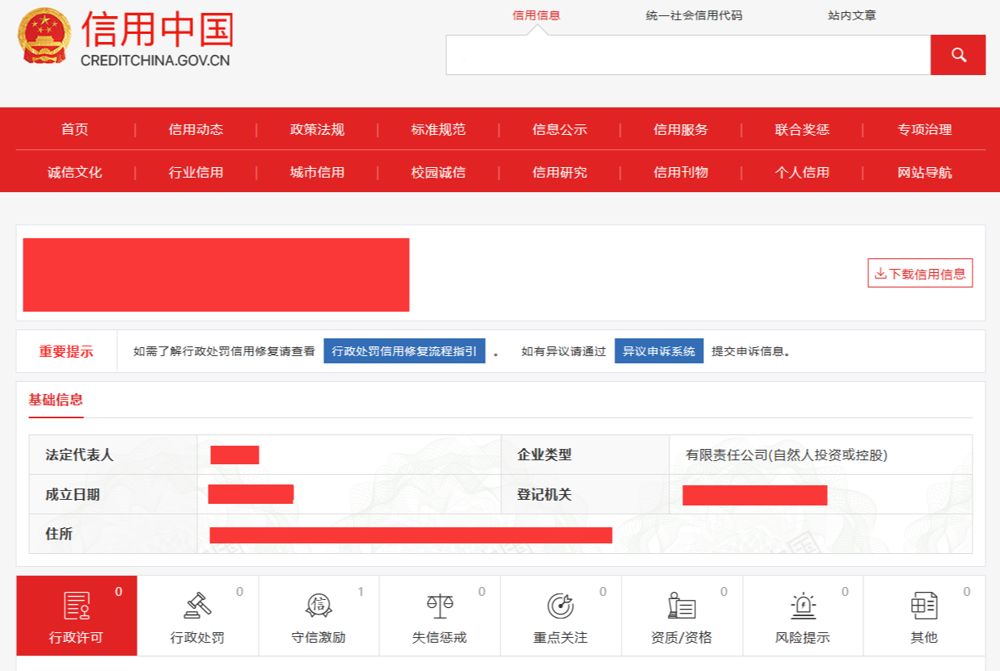 信用中国
CREDITCHINA.GOV.CN
信用信息 统一社会信用代码 站内文章
首页 信用动态 政策法规 标准规范 信息公示 信用服务 联合奖惩 专项治理
诚信文化 行业信用 城市信用 校园诚信 信用研究 信用刊物 个人信用 网站导航
下载信用信息
重要提示 如需了解行政处罚信用修复请查看 行政处罚信用修复流程指引 。 如有异议请通过 异议申诉系统 提交申诉信息。
基础信息
法定代表人 企业类型 有限责任公司(自然人投资或控股)
成立日期 登记机关
住所
0 0 1 0 0 0 0 0
行政许可 行政处罚 守信激励 失信惩戒 重点关注 资质/资格 风险提示 其他